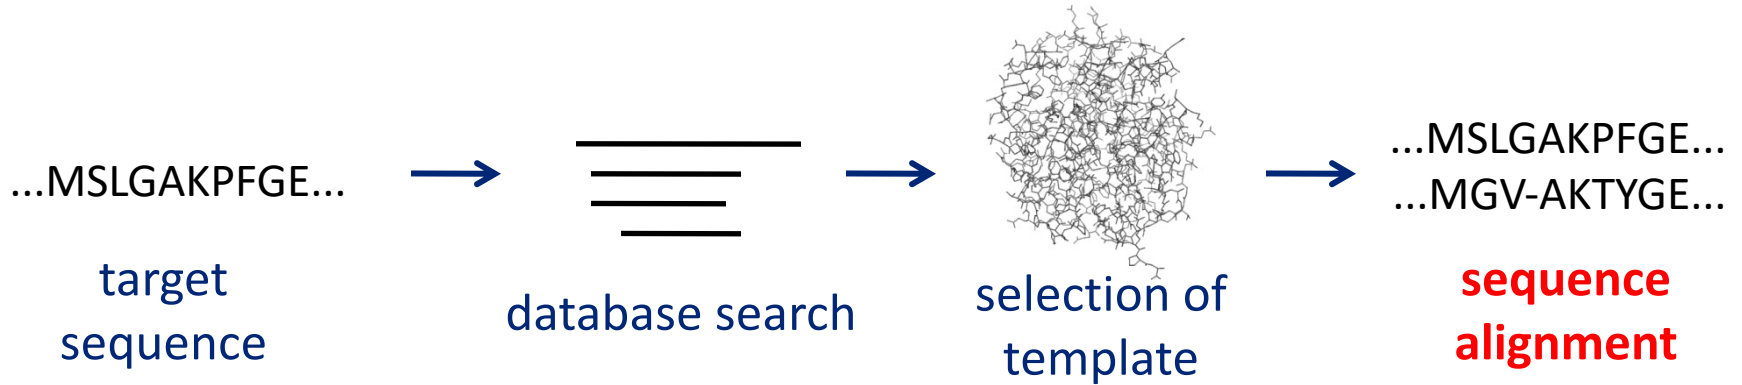 ...MSLGAKPFGE...
target
sequence
database search
selection of
template
...MSLGAKPFGE...
...MGV-AKTYGE...
sequence
alignment